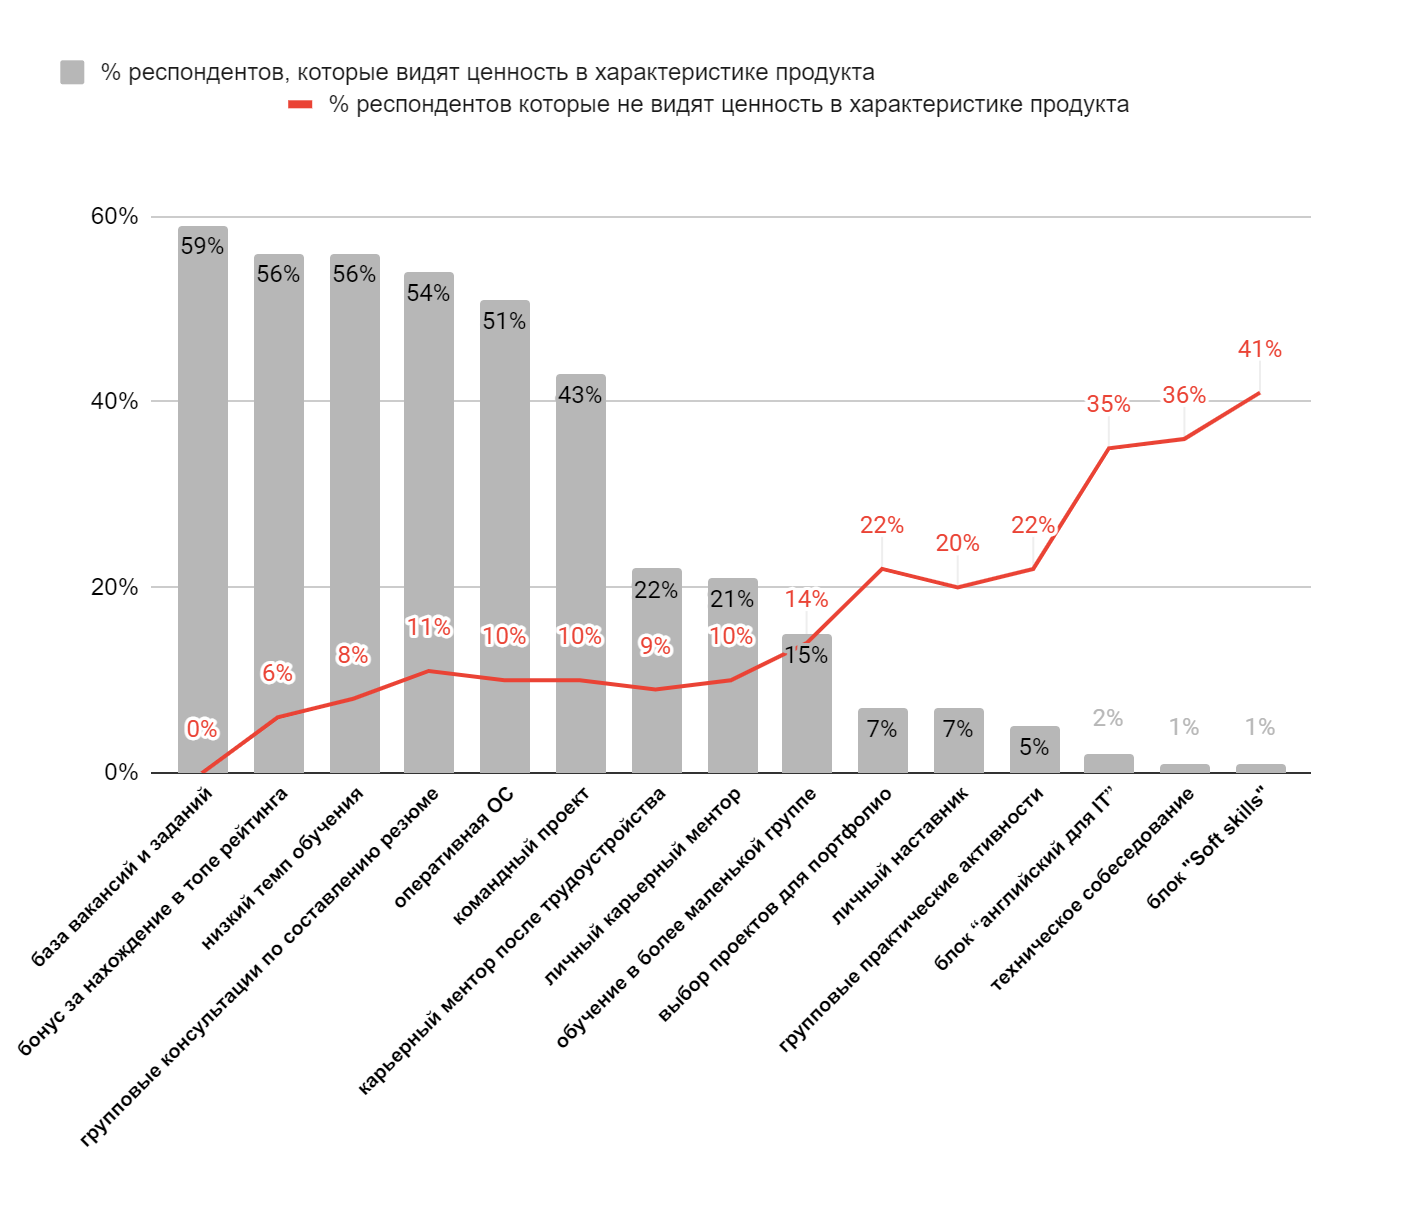 % респондентов, которые видят ценность в характеристике продукта
% респондентов которые не видят ценность в характеристике продукта
60%
40%
20%
0%
59%
56%
56%
54%
51%
43%
22%
21%
15%
7%
7%
5%
2%
1%
1%
0%
6%
8%
11%
10%
10%
9%
10%
14%
22%
20%
22%
35%
36%
41%
база вакансий и заданий
бонус за нахождение в топе рейтинга
низкий темп обучения
групповые консультации по составлению резюме
оперативная ОС
командный проект
карьерный ментор после трудоустройства
личный карьерный ментор
обучение в более маленькой группе
выбор проектов для портфолио
личный наставник
групповые практические активности
блок “английский для IT”
техническое собеседование
блок "Soft skills"